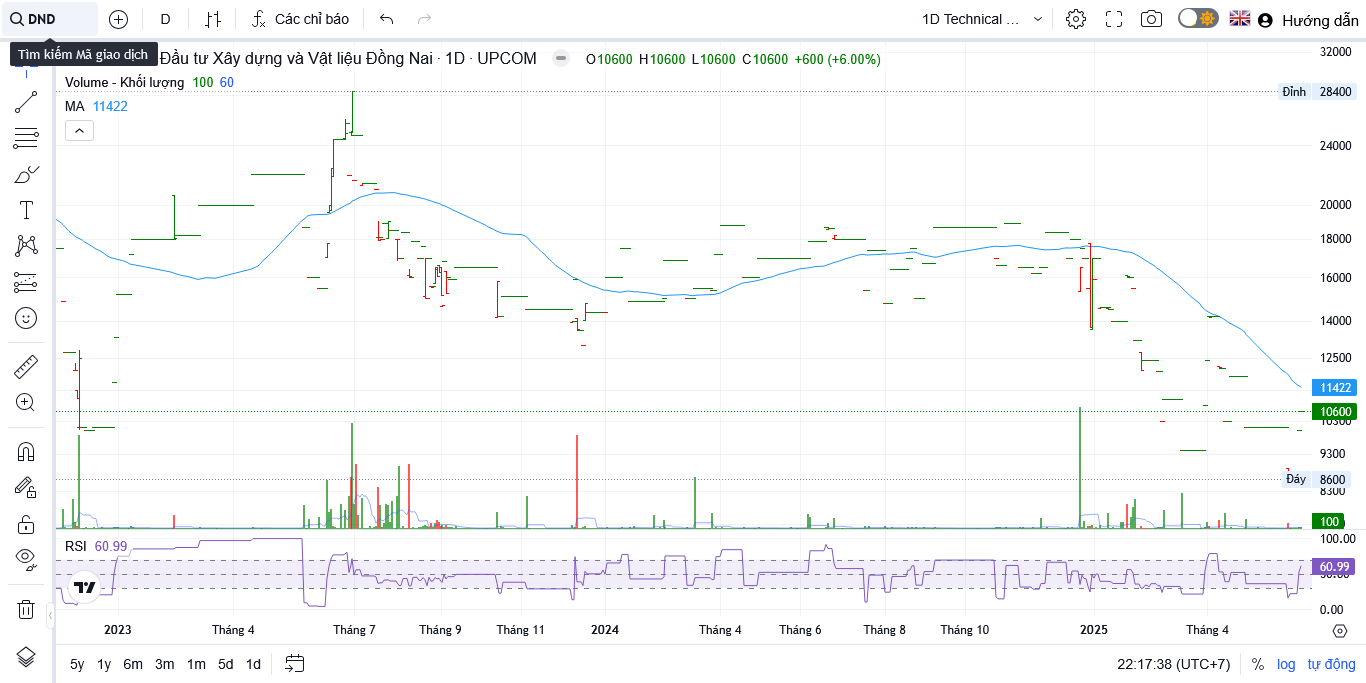 DND
D
Các chỉ báo
1D Technical ...
Hướng dẫn
Tìm kiếm Mã giao dịch
Đầu tư Xây dựng và Vật liệu Đồng Nai · 1D · UPCOM
O10600 H10600 L10600 C10600 +600 (+6.00%)
Volume - Khối lượng 100 60
MA 11422
32000
Đỉnh 28400
24000
20000
18000
16000
14000
12500
11422
10600
10300
9300
Đáy 8600
8300
100
RSI 60.99
100.00
60.99
50.00
0.00
2023
Tháng 4
Tháng 7
Tháng 9
Tháng 11
2024
Tháng 4
Tháng 6
Tháng 8
Tháng 10
2025
Tháng 4
5y 1y 6m 3m 1m 5d 1d
22:17:38 (UTC+7)
% log tự động